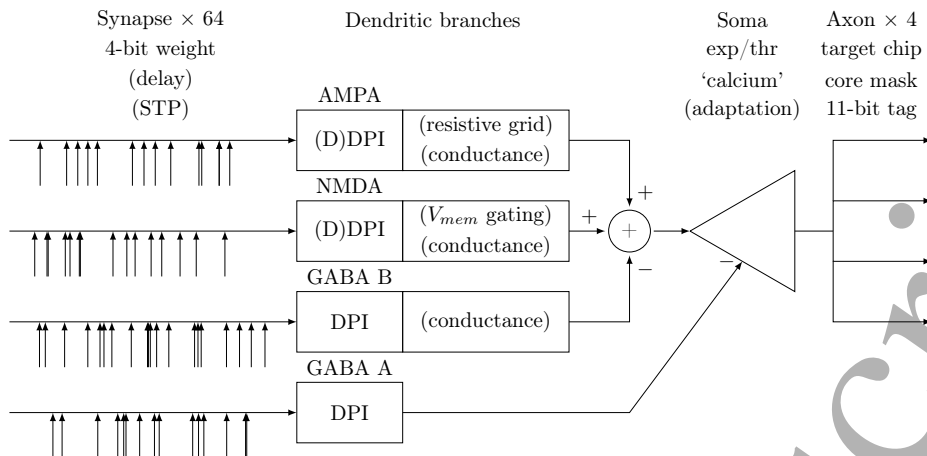 Synapse × 64
4-bit weight
(delay)
(STP)
Dendritic branches
Soma
exp/thr
‘calcium’
(adaptation)
Axon × 4
target chip
core mask
11-bit tag
AMPA
(D)DPI
(resistive grid)
(conductance)
+
NMDA
(D)DPI
(Vmem gating)
(conductance)
+
+
−
−
GABA B
DPI
(conductance)
GABA A
DPI